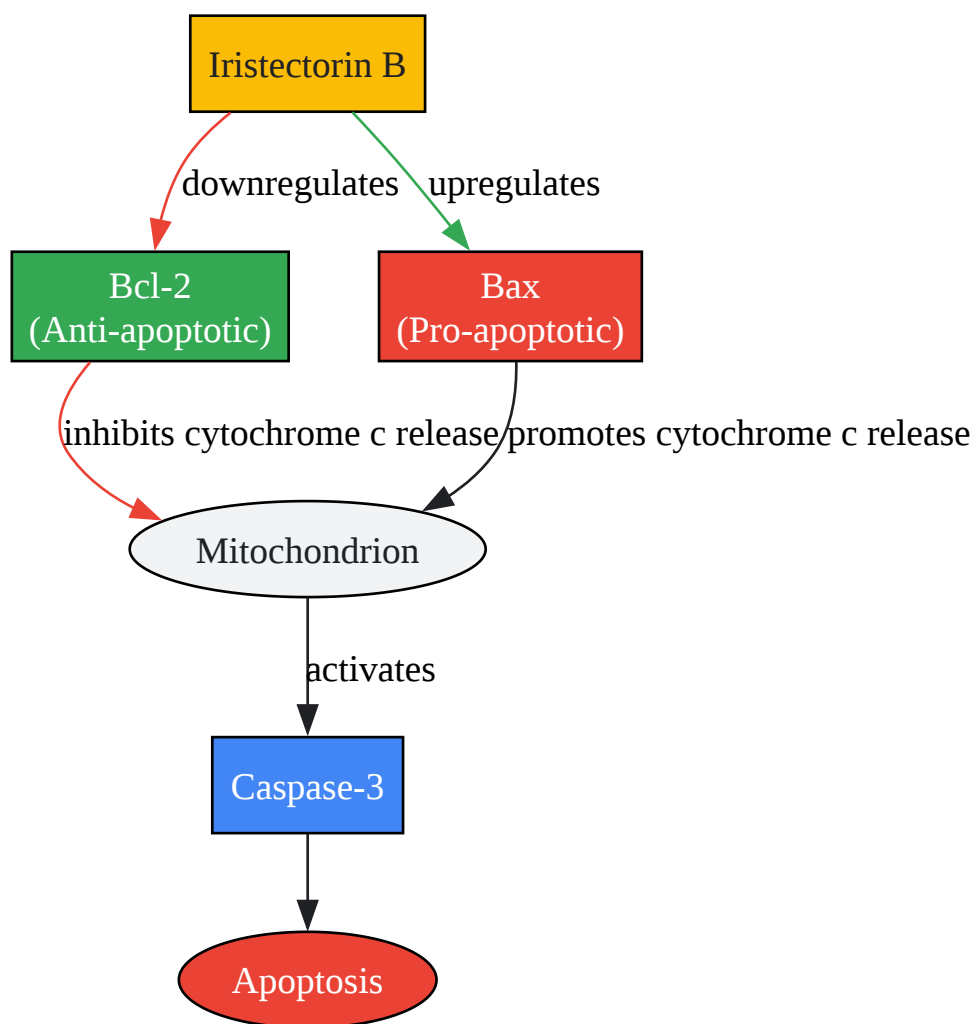 Iristectorin B
downregulates
upregulates
Bcl-2
(Anti-apoptotic)
Bax
(Pro-apoptotic)
inhibits cytochrome c release
promotes cytochrome c release
Mitochondrion
activates
Caspase-3
Apoptosis